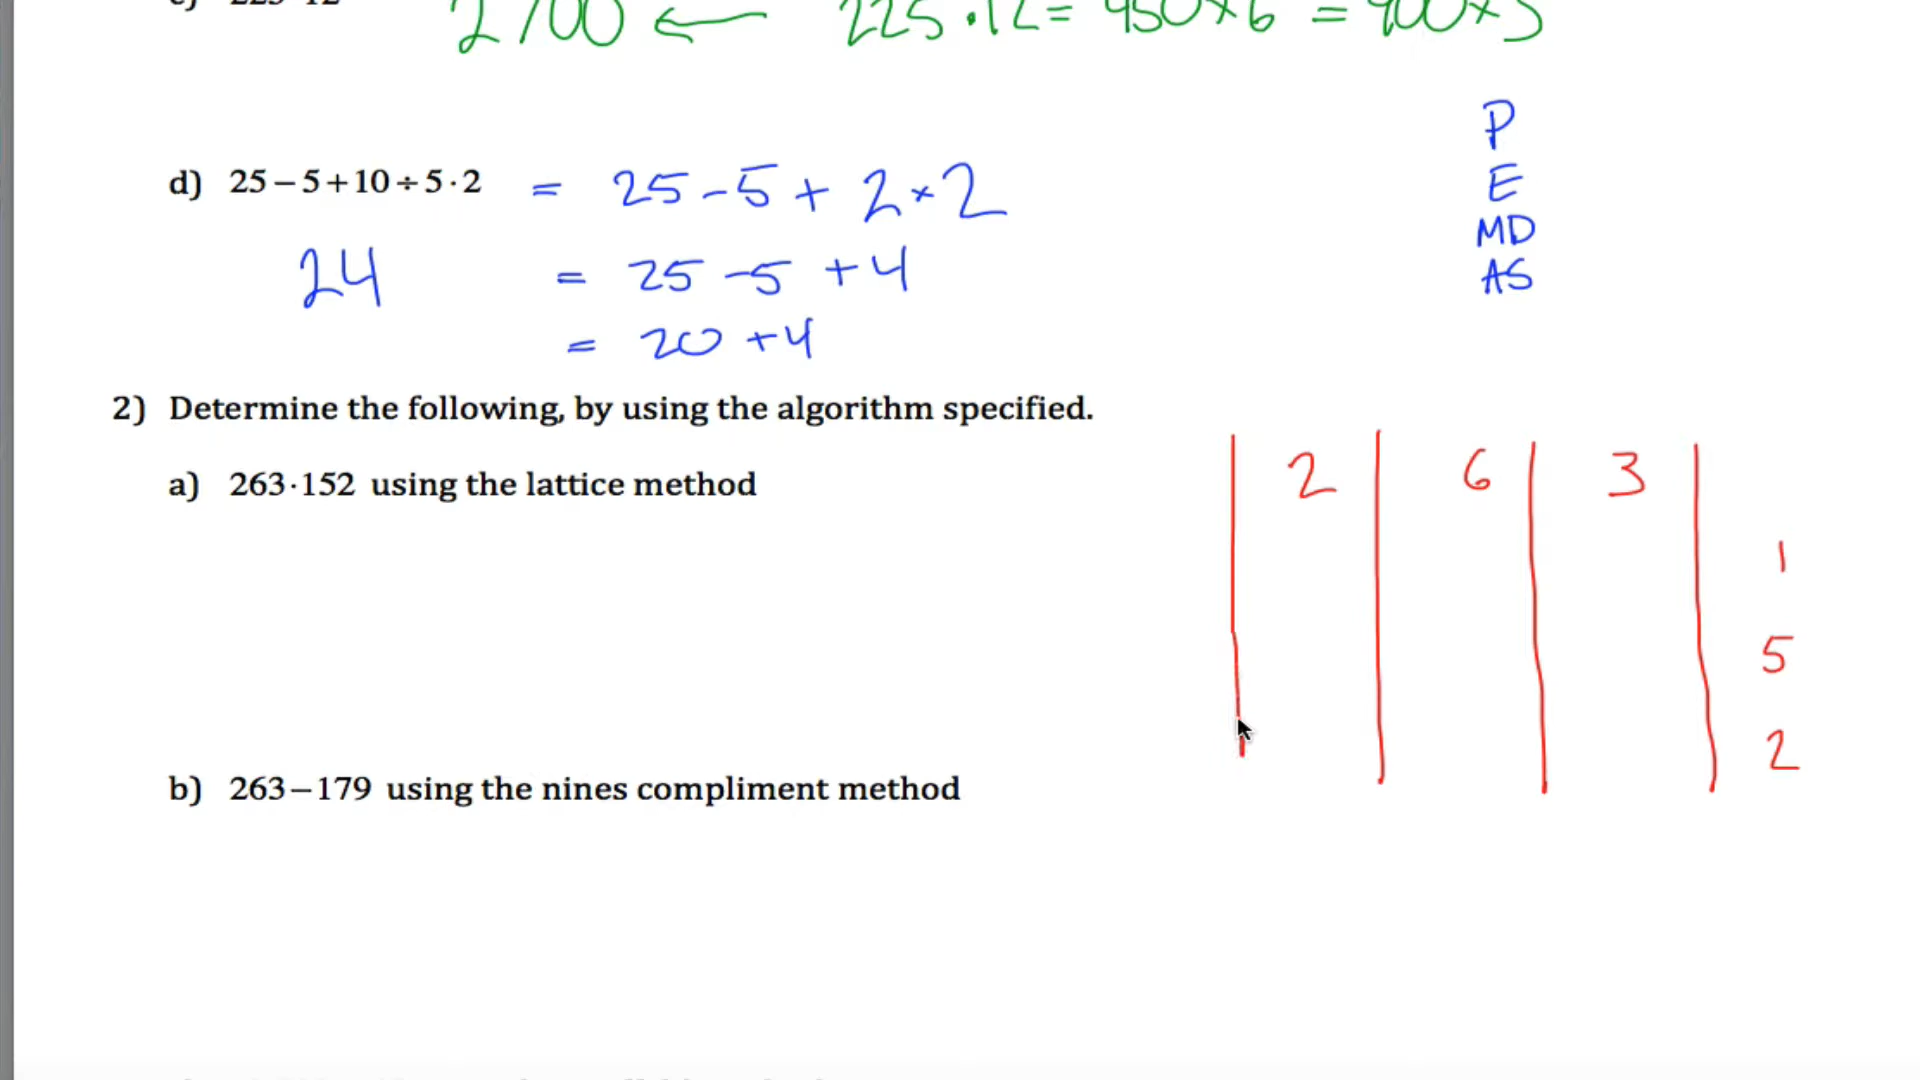 2700 ← 225·12 = 450×6 = 900×3
P
E
MD
AS
d) 25−5+10÷5·2 = 25−5+2×2
24 = 25−5+4
= 20+4
2) Determine the following, by using the algorithm specified.
2 6 3
a) 263·152 using the lattice method
1
5
2
b) 263−179 using the nines compliment method